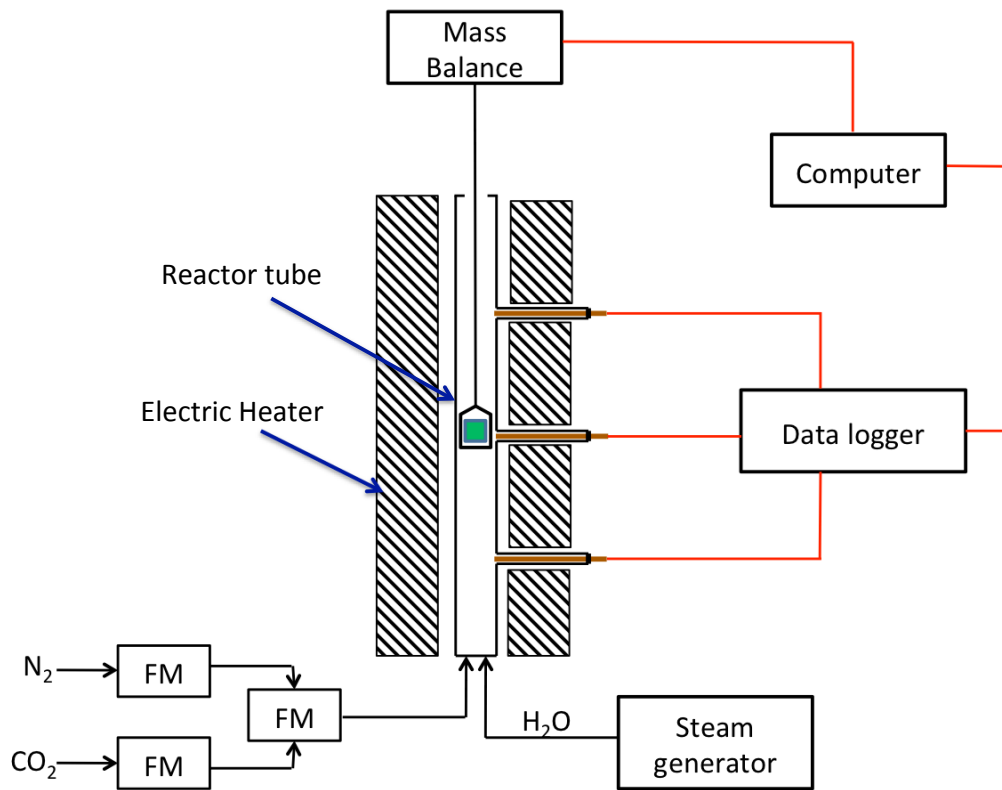 Mass
Balance
Computer
Reactor tube
Electric Heater
Data logger
N₂
FM
FM
CO₂
FM
H₂O
Steam
generator